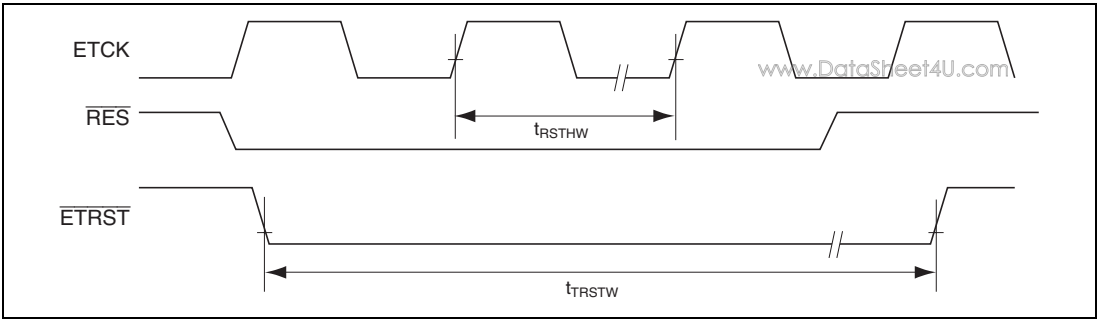 ETCK
www.DataSheet4U.com
RES
tRSTHW
ETRST
tTRSTW